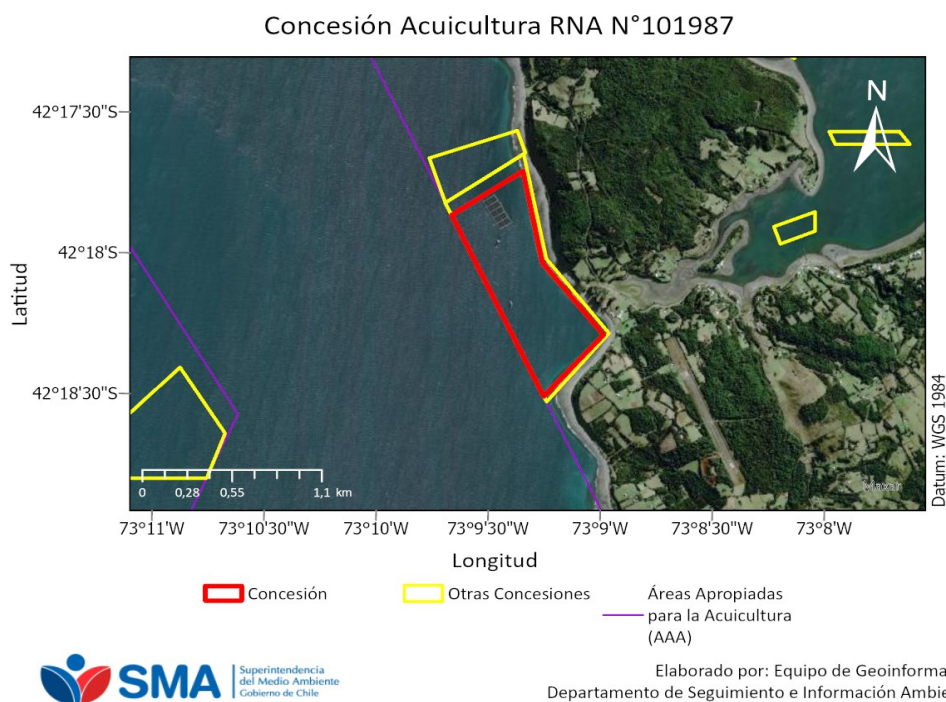 Concesión Acuicultura RNA N°101987
42°17'30"S
42°18'S
42°18'30"S
Latitud
N
Datum: WGS 1984
0 0,28 0,55 1,1 km
73°11'W 73°10'30"W 73°10'W 73°9'30"W 73°9'W 73°8'30"W 73°8'W
Longitud
Concesión
Otras Concesiones
Áreas Apropiadas
para la Acuicultura
(AAA)
SMA
Superintendencia
del Medio Ambiente
Gobierno de Chile
Elaborado por: Equipo de Geoinforma
Departamento de Seguimiento e Información Ambie